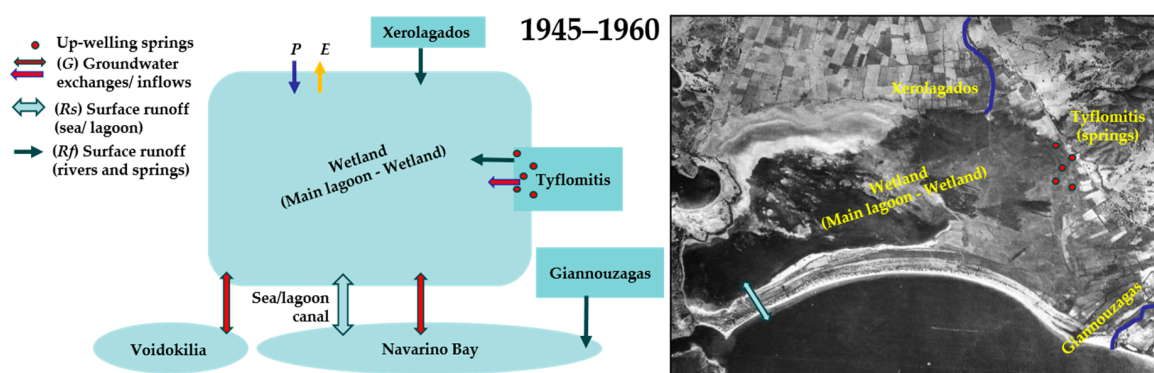 1945–1960
Up-welling springs
(G) Groundwater
exchanges/ inflows
(Rs) Surface runoff
(sea/ lagoon)
(Rf) Surface runoff
(rivers and springs)
P
E
Xerolagados
Wetland
(Main lagoon - Wetland)
Tyflomitis
Giannouzagas
Sea/lagoon
canal
Voidokilia
Navarino Bay
Xerolagados
Tyflomitis
(springs)
Wetland
(Main lagoon - Wetland)
Giannouzagas